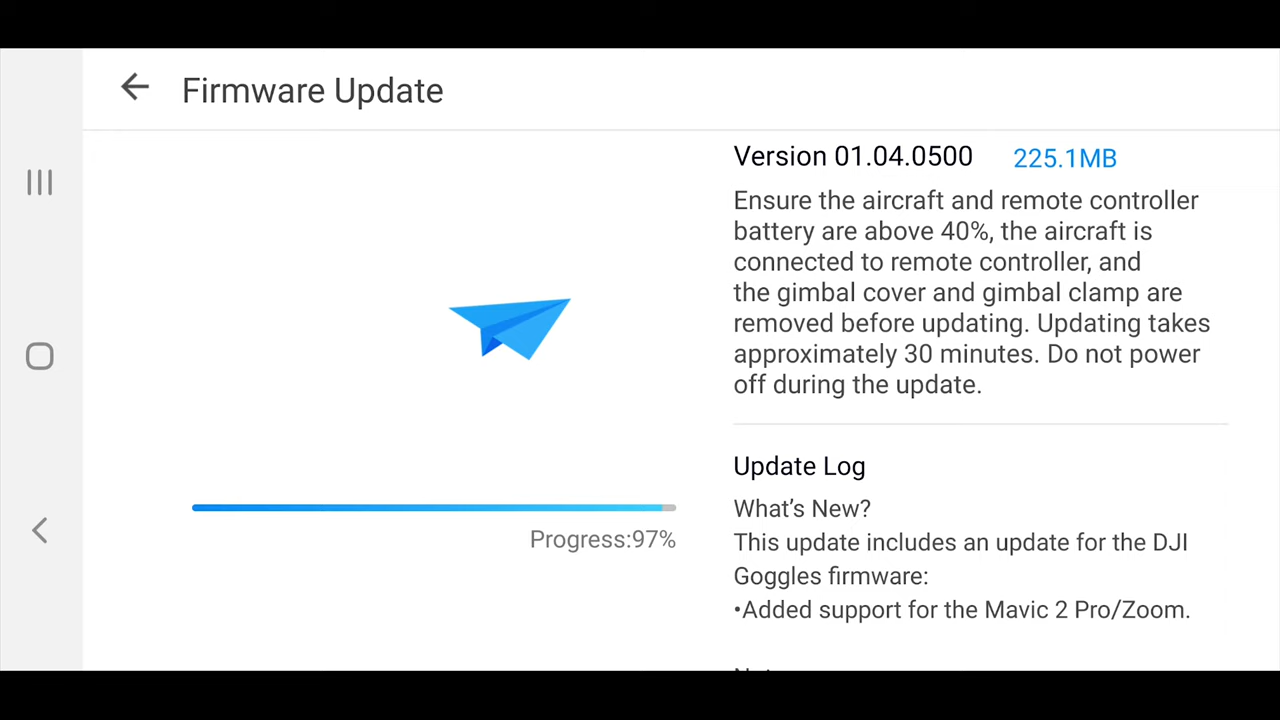 Firmware Update
Version 01.04.0500 225.1MB
Ensure the aircraft and remote controller
battery are above 40%, the aircraft is
connected to remote controller, and
the gimbal cover and gimbal clamp are
removed before updating. Updating takes
approximately 30 minutes. Do not power
off during the update.
Progress:97%
Update Log
What’s New?
This update includes an update for the DJI
Goggles firmware:
•Added support for the Mavic 2 Pro/Zoom.